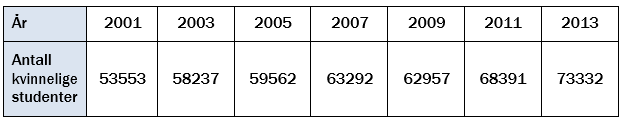 År 2001 2003 2005 2007 2009 2011 2013
Antall
kvinnelige 53553 58237 59562 63292 62957 68391 73332
studenter